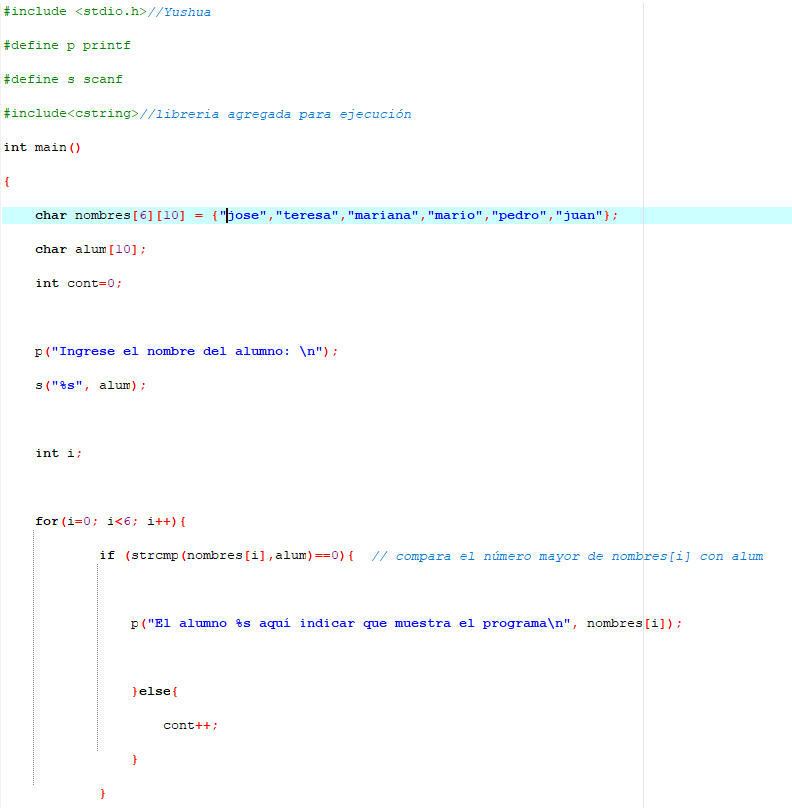 #include <stdio.h>//Yushua
#define p printf
#define s scanf
#include<cstring>//libreria agregada para ejecución
int main()
{
char nombres[6][10] = {"jose","teresa","mariana","mario","pedro","juan"};
char alum[10];
int cont=0;
p("Ingrese el nombre del alumno: \n");
s("%s", alum);
int i;
for(i=0; i<6; i++){
if (strcmp(nombres[i],alum)==0){ // compara el número mayor de nombres[i] con alum
p("El alumno %s aquí indicar que muestra el programa\n", nombres[i]);
}else{
cont++;
}
}